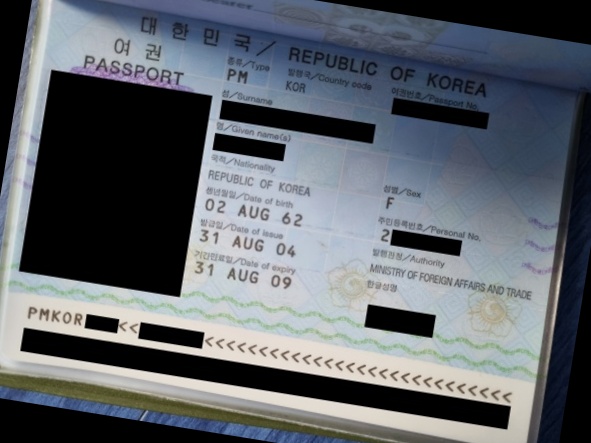 대 한 민 국/ REPUBLIC OF KOREA
여 권
PASSPORT
종류/Type 발행국/Country code 여권번호/Passport No.
PM KOR
성/Surname
명/Given name(s)
국적/Nationality
REPUBLIC OF KOREA
성별/Sex
F
생년월일/Date of birth
02 AUG 62
주민등록번호/Personal No.
2
발급일/Date of issue
31 AUG 04
발행관청/Authority
MINISTRY OF FOREIGN AFFAIRS AND TRADE
기간만료일/Date of expiry
31 AUG 09
한글성명
PMKOR <<  <<<<<<<<<<<<<<<<<<<<<<<<<<<<<<